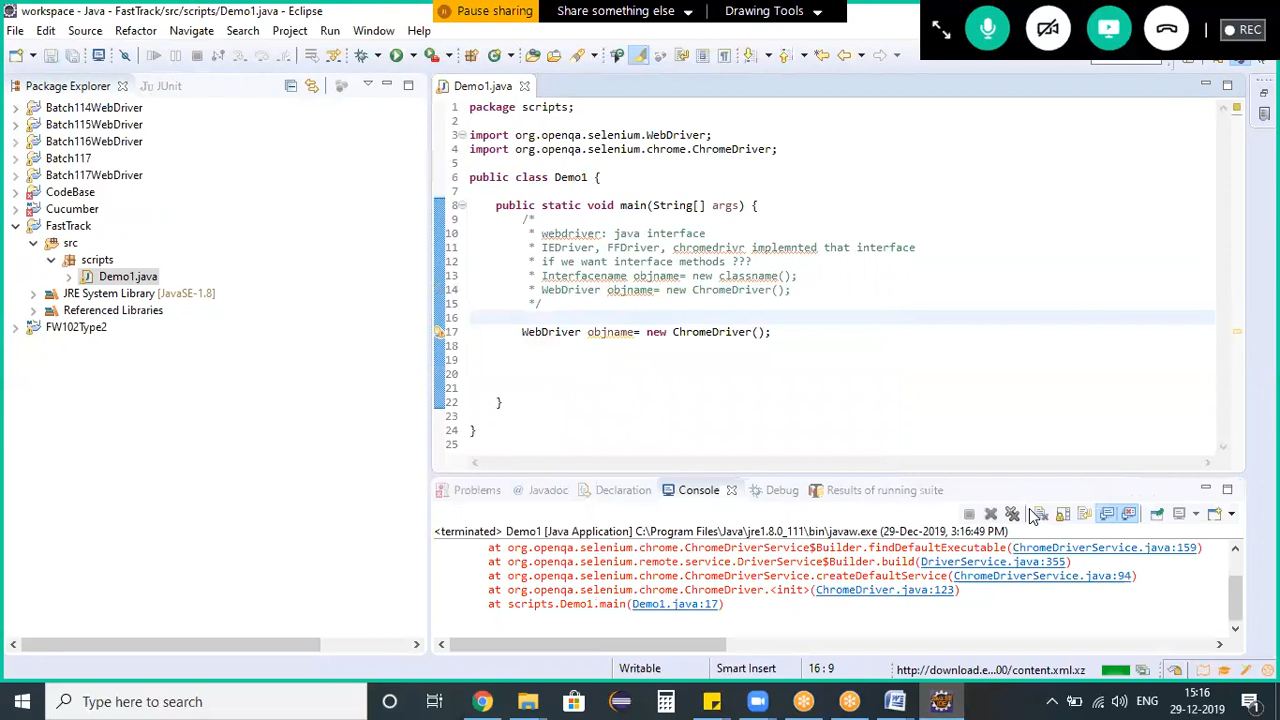 workspace - Java - FastTrack/src/scripts/Demo1.java - Eclipse
Pause sharing
Share something else
Drawing Tools
REC
File Edit Source Refactor Navigate Search Project Run Window Help
Package Explorer
JUnit
Batch114WebDriver
Batch115WebDriver
Batch116WebDriver
Batch117
Batch117WebDriver
CodeBase
Cucumber
FastTrack
src
scripts
Demo1.java
JRE System Library [JavaSE-1.8]
Referenced Libraries
FW102Type2
Demo1.java
1 package scripts;
2
3 import org.openqa.selenium.WebDriver;
4 import org.openqa.selenium.chrome.ChromeDriver;
5
6 public class Demo1 {
7
8 public static void main(String[] args) {
9 /*
10 * webdriver: java interface
11 * IEDriver, FFDriver, chromedrivr implemnted that interface
12 * if we want interface methods ???
13 * Interfacename objname= new classname();
14 * WebDriver objname= new ChromeDriver();
15 */
16
17 WebDriver objname= new ChromeDriver();
18
19
20
21
22 }
23
24 }
25
Problems Javadoc Declaration Console Debug Results of running suite
<terminated> Demo1 [Java Application] C:\Program Files\Java\jre1.8.0_111\bin\javaw.exe (29-Dec-2019, 3:16:49 PM)
at org.openqa.selenium.chrome.ChromeDriverService$Builder.findDefaultExecutable(ChromeDriverService.java:159)
at org.openqa.selenium.remote.service.DriverService$Builder.build(DriverService.java:355)
at org.openqa.selenium.chrome.ChromeDriverService.createDefaultService(ChromeDriverService.java:94)
at org.openqa.selenium.chrome.ChromeDriver.<init>(ChromeDriver.java:123)
at scripts.Demo1.main(Demo1.java:17)
Writable
Smart Insert
16 : 9
http://download.e...00/content.xml.xz
Type here to search
ENG
15:16
29-12-2019